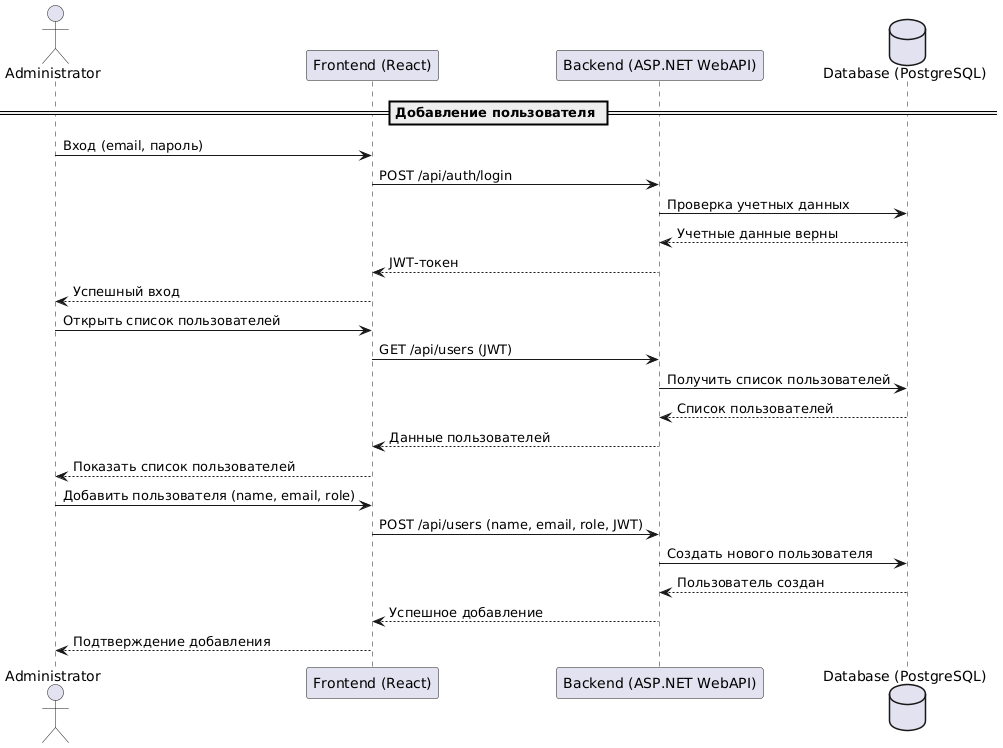 Administrator
Frontend (React)
Backend (ASP.NET WebAPI)
Database (PostgreSQL)
Добавление пользователя
Вход (email, пароль)
POST /api/auth/login
Проверка учетных данных
Учетные данные верны
JWT-токен
Успешный вход
Открыть список пользователей
GET /api/users (JWT)
Получить список пользователей
Список пользователей
Данные пользователей
Показать список пользователей
Добавить пользователя (name, email, role)
POST /api/users (name, email, role, JWT)
Создать нового пользователя
Пользователь создан
Успешное добавление
Подтверждение добавления
Administrator
Frontend (React)
Backend (ASP.NET WebAPI)
Database (PostgreSQL)